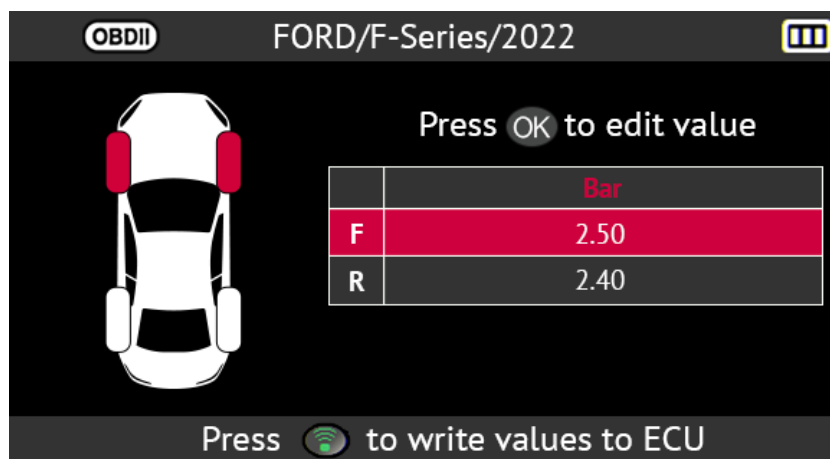 OBDII FORD/F-Series/2022
Press OK to edit value
Bar
F 2.50
R 2.40
Press to write values to ECU